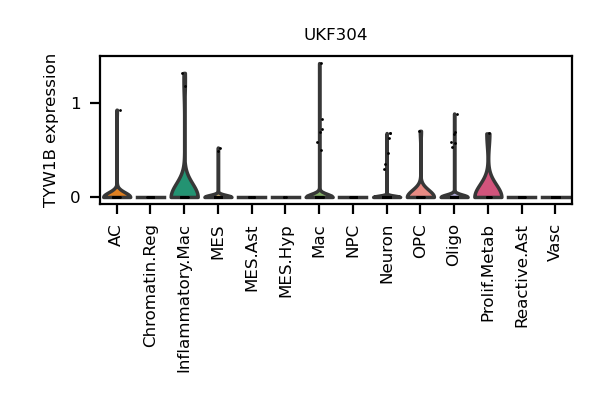 UKF304
TYW1B expression
1
0
AC
Chromatin.Reg
Inflammatory.Mac
MES
MES.Ast
MES.Hyp
Mac
NPC
Neuron
OPC
Oligo
Prolif.Metab
Reactive.Ast
Vasc